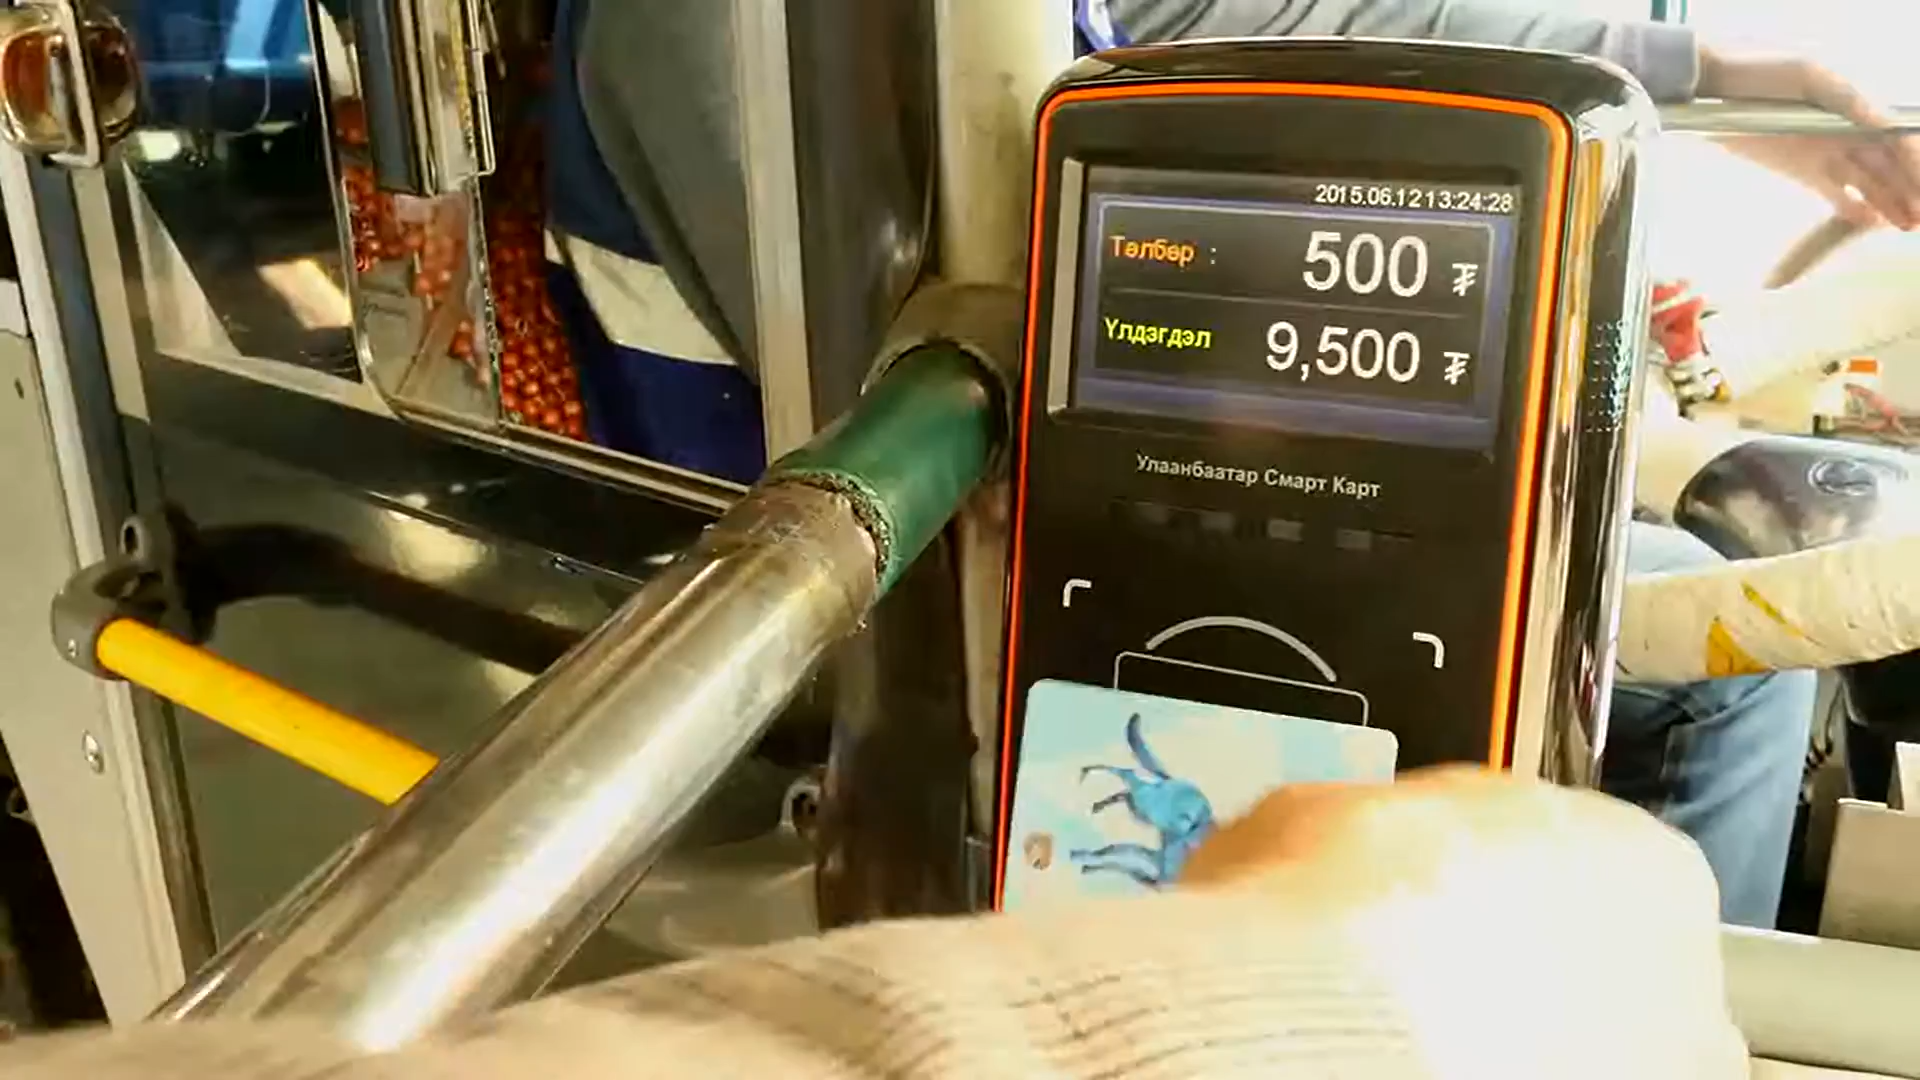 2015.06.12 13:24:28
Төлбөр : 500 ₮
Үлдэгдэл 9,500 ₮
Улаанбаатар Смарт Карт